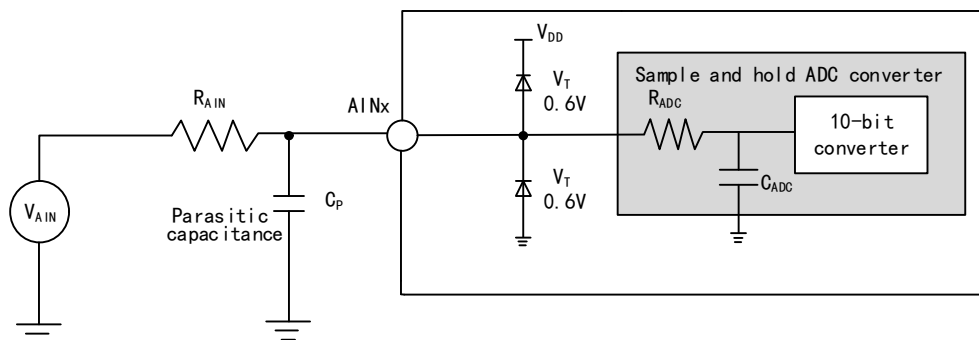 V_DD
Sample and hold ADC converter
V_T
0.6V
R_AIN
AINx
R_ADC
10-bit
converter
V_AIN
Parasitic
capacitance
C_P
V_T
0.6V
C_ADC